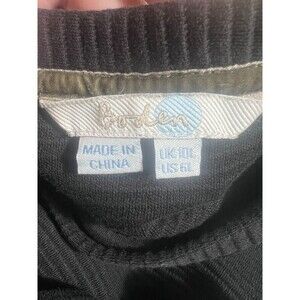 Boden
MADE IN
CHINA
UK 10L
US 6L